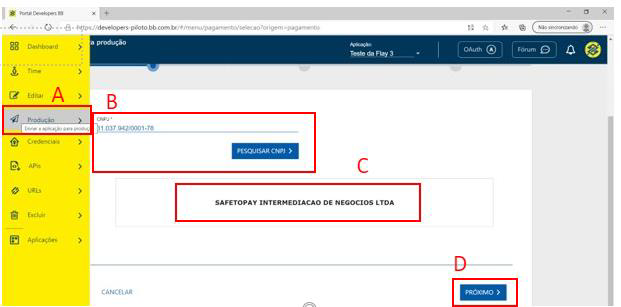 Portal Developers BB
https://developers-piloto.bb.com.br/#/menu/pagamento/selecao?origem=pagamento
Não sincronizando
Dashboard
ra produção
Aplicação:
Teste da Flay 3
OAuth
Fórum
Time
Editar
A
B
Produção
Enviar a aplicação para produç
CNPJ *
31.037.942/0001-78
Credenciais
PESQUISAR CNPJ
C
APIs
URLs
SAFETOPAY INTERMEDIACAO DE NEGOCIOS LTDA
Excluir
Aplicações
D
CANCELAR
PRÓXIMO